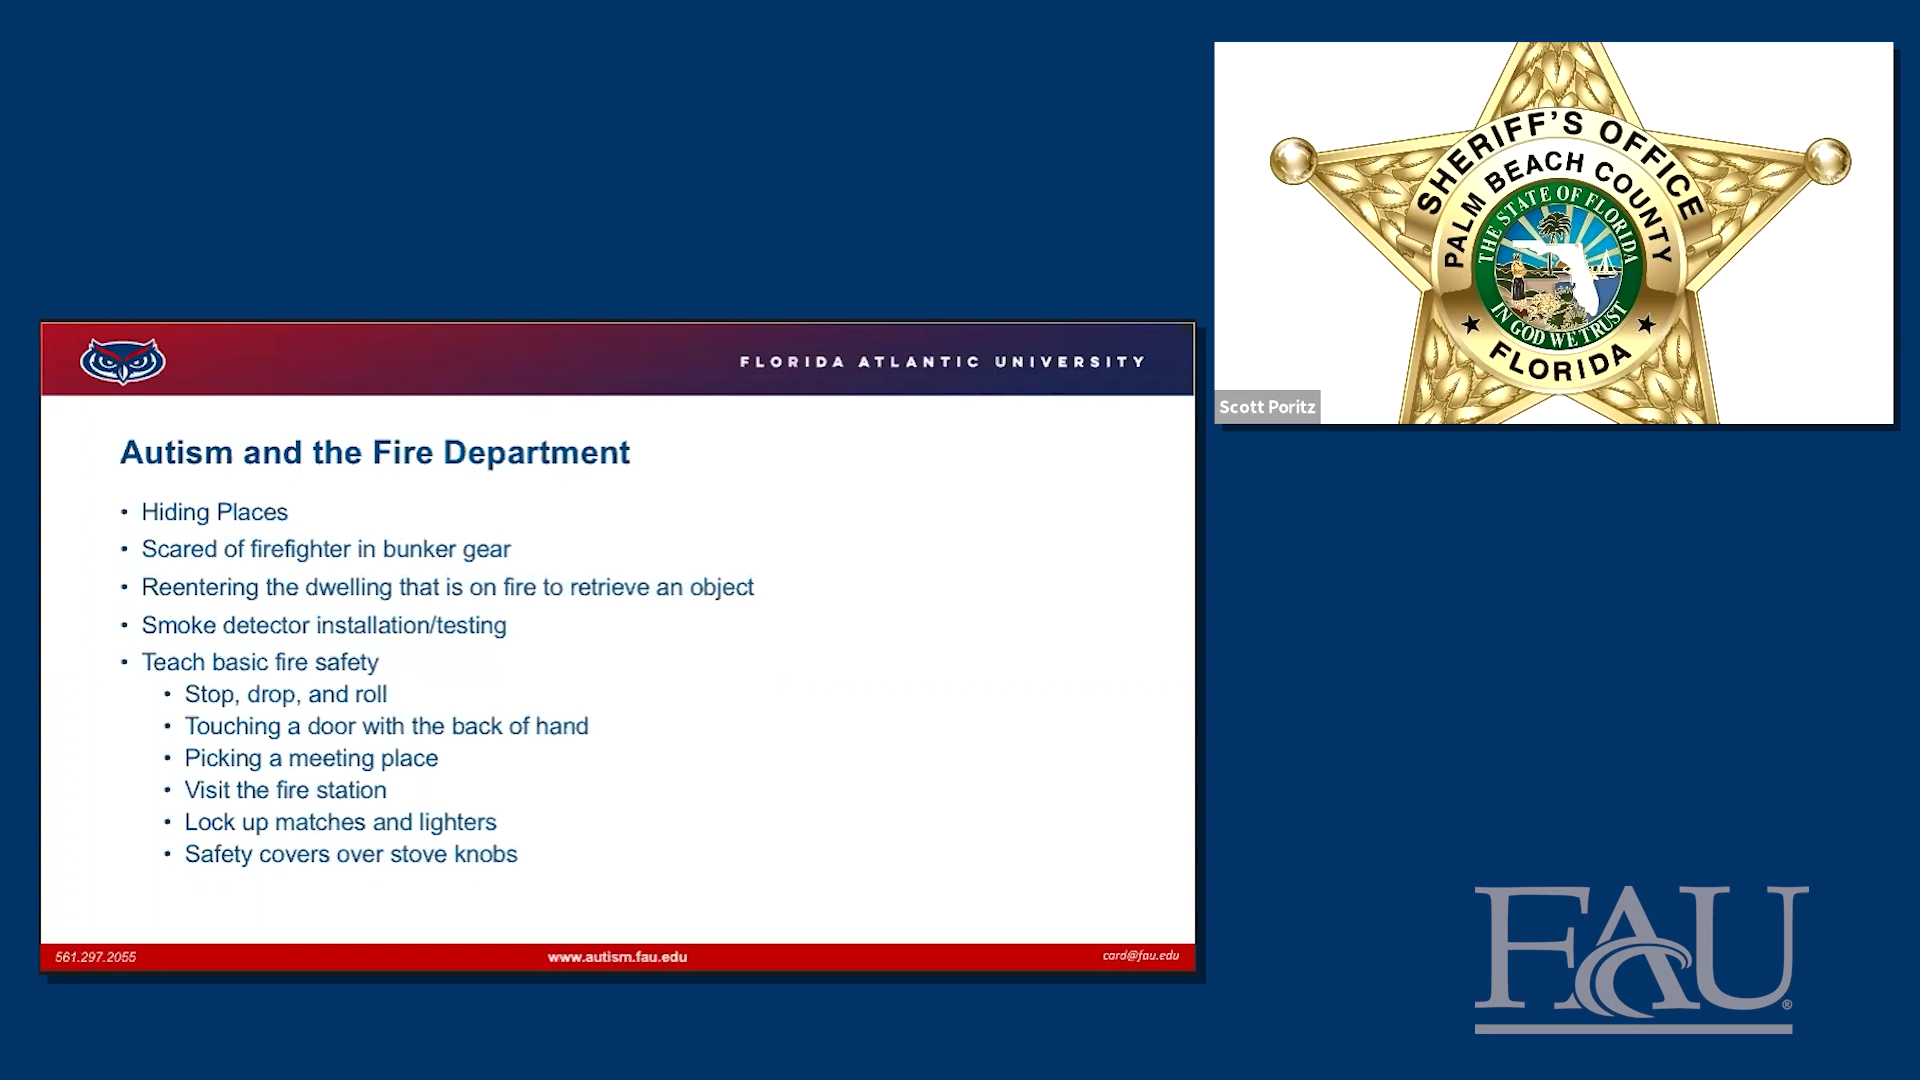 FLORIDA ATLANTIC UNIVERSITY
Autism and the Fire Department
• Hiding Places
• Scared of firefighter in bunker gear
• Reentering the dwelling that is on fire to retrieve an object
• Smoke detector installation/testing
• Teach basic fire safety
• Stop, drop, and roll
• Touching a door with the back of hand
• Picking a meeting place
• Visit the fire station
• Lock up matches and lighters
• Safety covers over stove knobs
561.297.2055
www.autism.fau.edu
card@fau.edu
SHERIFF'S OFFICE
PALM BEACH COUNTY
THE STATE OF FLORIDA
IN GOD WE TRUST
FLORIDA
Scott Poritz
FAU®